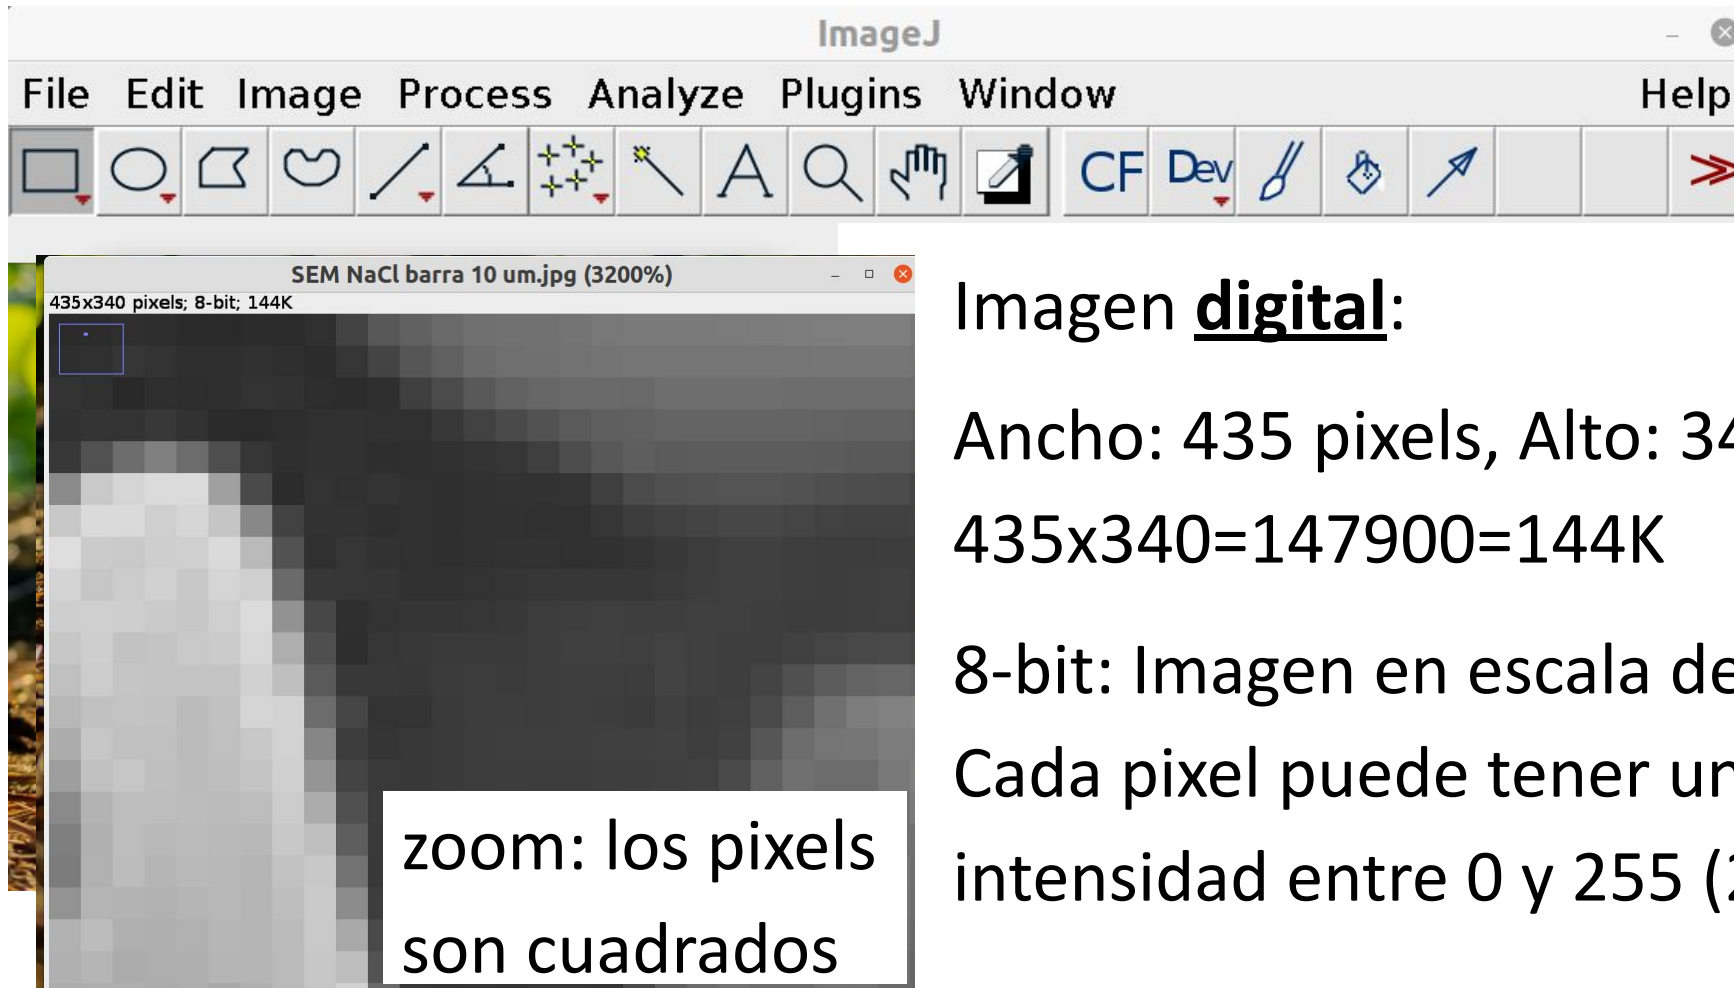 ImageJ
File Edit Image Process Analyze Plugins Window Help
A CF Dev
SEM NaCl barra 10 um.jpg (3200%)
435x340 pixels; 8-bit; 144K
Imagen digital:
Ancho: 435 pixels, Alto: 34
435x340=147900=144K
8-bit: Imagen en escala de
Cada pixel puede tener un
intensidad entre 0 y 255 (2
zoom: los pixels
son cuadrados